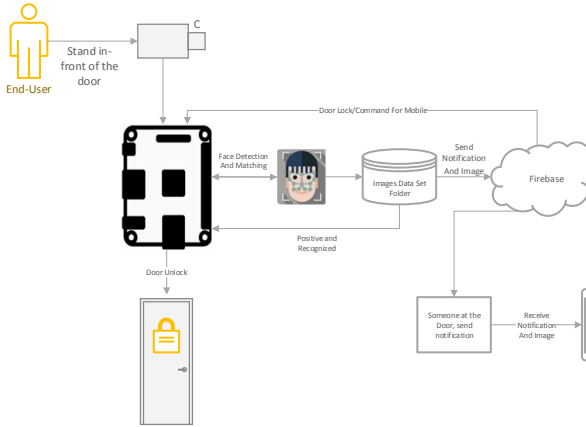 C
Stand in-
front of the
door
End-User
Door Lock/Command For Mobile
Face Detection
And Matching
Images Data Set
Folder
Send
Notification
And Image
Firebase
Positive and
Recognized
Door Unlock
Someone at the
Door, send
notification
Receive
Notification
And Image